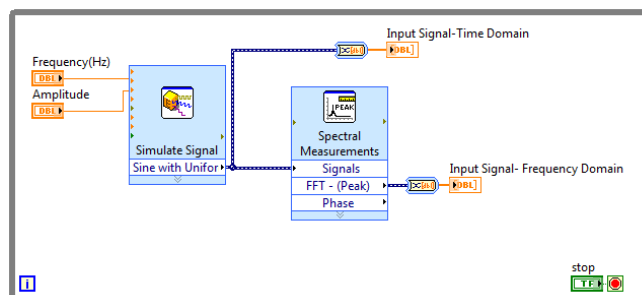 Input Signal-Time Domain
DBL
Frequency(Hz)
DBL
Amplitude
DBL
PEAK
Simulate Signal
Sine with Unifor
Spectral
Measurements
Signals
FFT - (Peak)
Phase
Input Signal- Frequency Domain
DBL
stop
TF
i